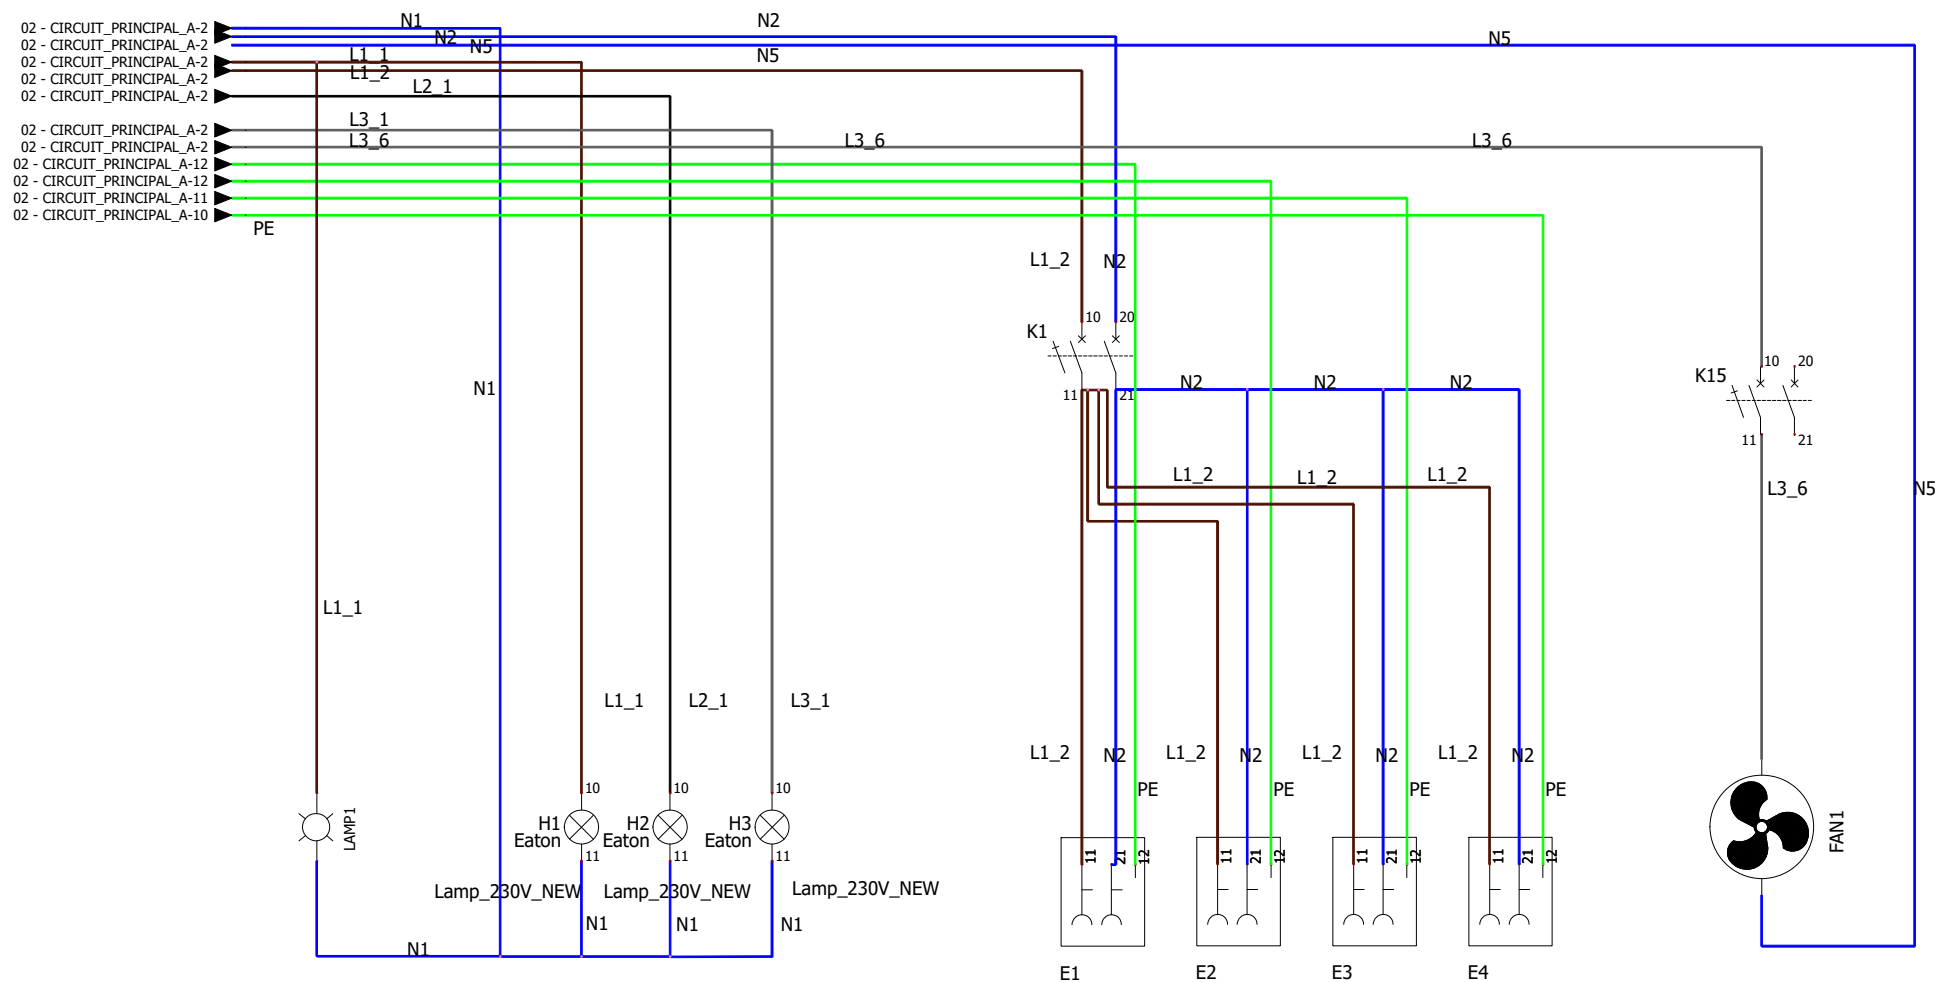 N1
N2
02 - CIRCUIT_PRINCIPAL_A-2
N2
N5
N5
02 - CIRCUIT_PRINCIPAL_A-2
L1_1
N5
02 - CIRCUIT_PRINCIPAL_A-2
L1_2
02 - CIRCUIT_PRINCIPAL_A-2
L2_1
02 - CIRCUIT_PRINCIPAL_A-2
L3_1
02 - CIRCUIT_PRINCIPAL_A-2
L3_6
L3_6
L3_6
02 - CIRCUIT_PRINCIPAL_A-2
02 - CIRCUIT_PRINCIPAL_A-12
02 - CIRCUIT_PRINCIPAL_A-12
02 - CIRCUIT_PRINCIPAL_A-11
02 - CIRCUIT_PRINCIPAL_A-10
PE
L1_2
N2
10
20
K1
11
21
N2
N2
N2
10
20
K15
11
21
N1
L1_2
L1_2
L1_2
L3_6
N5
L1_1
L1_1
L2_1
L3_1
L1_2
N2
L1_2
N2
L1_2
N2
L1_2
N2
PE
PE
PE
PE
10
10
10
LAMP1
H1
Eaton
H2
Eaton
H3
Eaton
11
11
11
FAN1
11
21
12
11
21
12
11
21
12
11
21
12
Lamp_230V_NEW
Lamp_230V_NEW
Lamp_230V_NEW
N1
N1
N1
N1
E1
E2
E3
E4